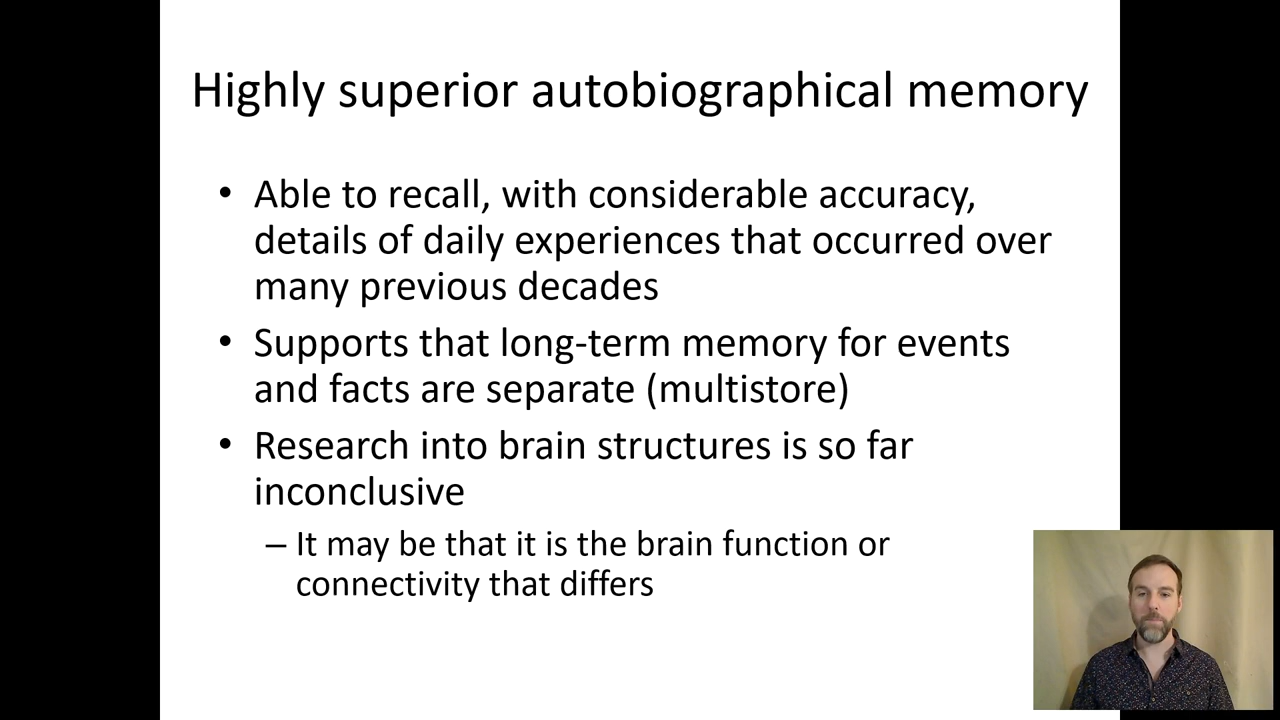 Highly superior autobiographical memory
• Able to recall, with considerable accuracy,
details of daily experiences that occurred over
many previous decades
• Supports that long-term memory for events
and facts are separate (multistore)
• Research into brain structures is so far
inconclusive
– It may be that it is the brain function or
connectivity that differs